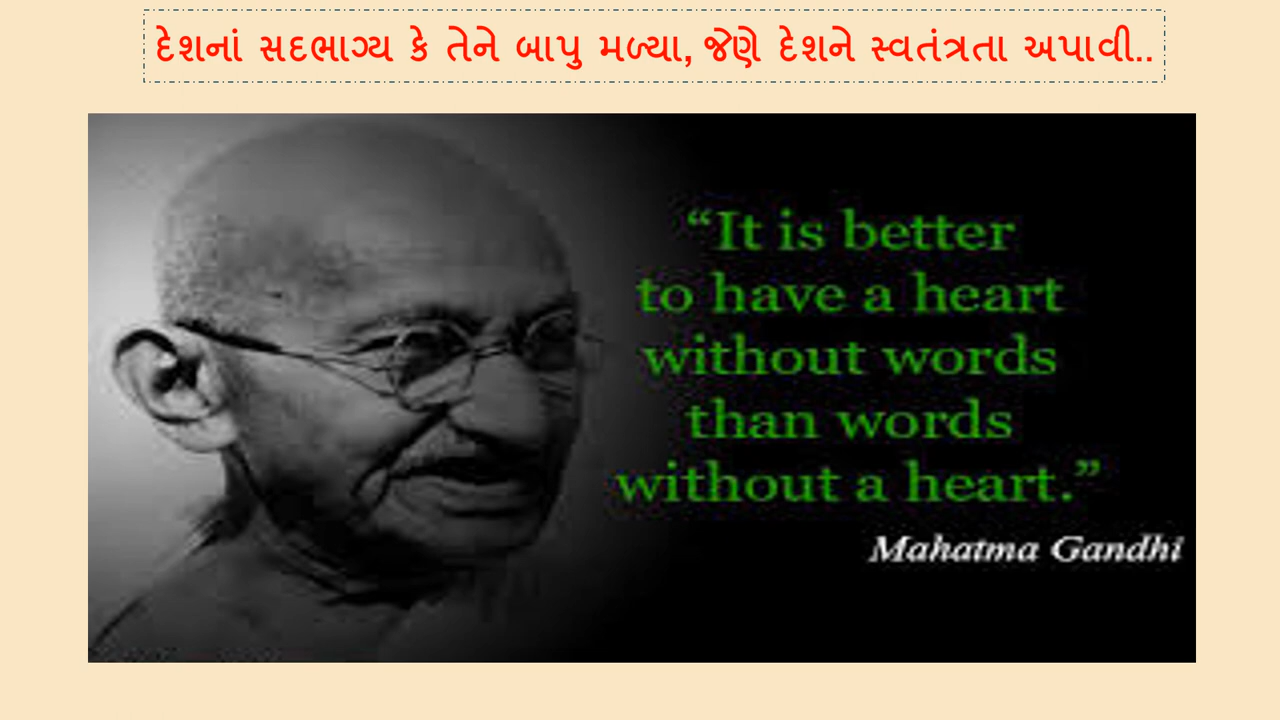 દેશનાં સદભાગ્ય કે તેને બાપુ મળ્યા, જેણે દેશને સ્વતંત્રતા અપાવી..
“It is better
to have a heart
without words
than words
without a heart.”
Mahatma Gandhi